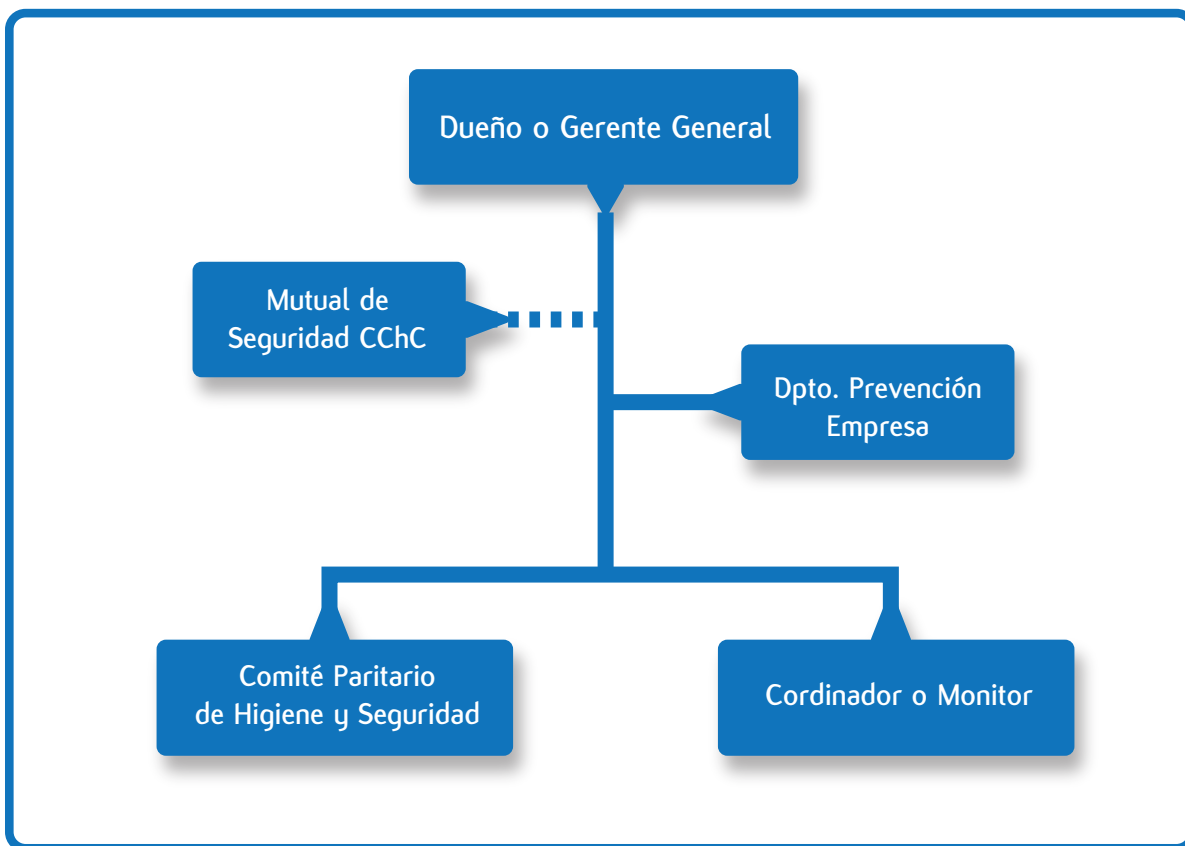 Dueño o Gerente General
Mutual de
Seguridad CChC
Dpto. Prevención
Empresa
Comité Paritario
de Higiene y Seguridad
Cordinador o Monitor